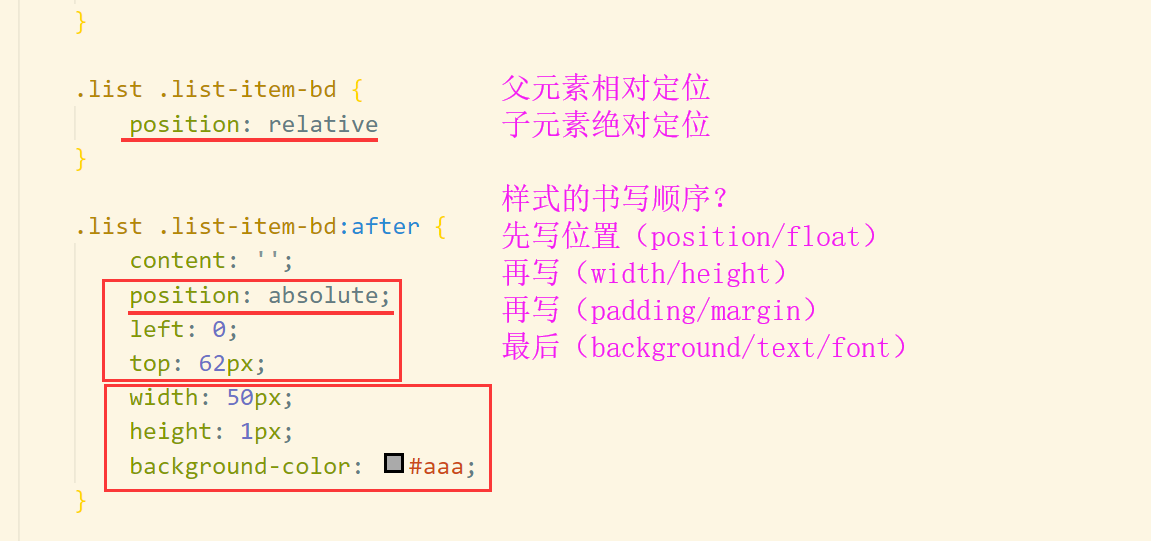 }
.list .list-item-bd {
position: relative
}
.list .list-item-bd:after {
content: '';
position: absolute;
left: 0;
top: 62px;
width: 50px;
height: 1px;
background-color: #aaa;
}
父元素相对定位
子元素绝对定位
样式的书写顺序？
先写位置（position/float）
再写（width/height）
再写（padding/margin）
最后（background/text/font）